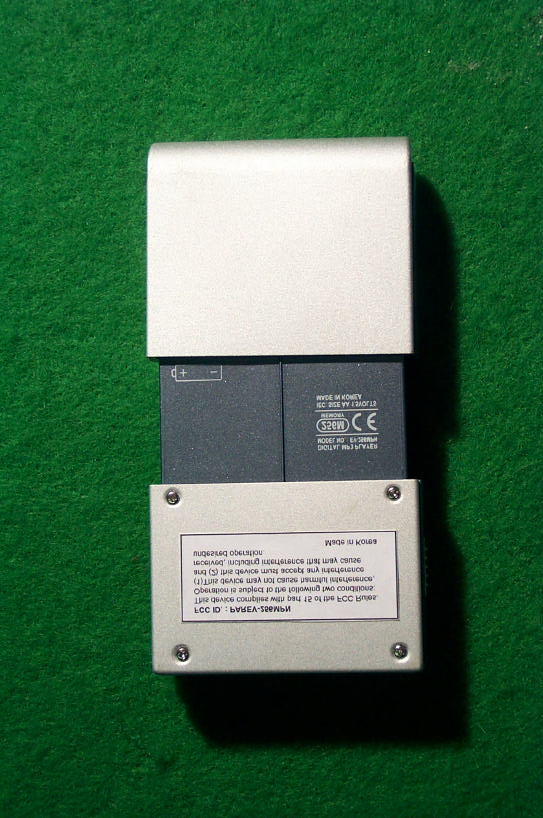 FCC ID. : PAREV-256MPN
This device complies with part 15 of the FCC Rules.
Operation is subject to the following two conditions:
(1)This device may not cause harmful interference,
and (2) this device must accept any interference
received, including interference that may cause
undesired operation.
Made in Korea
DIGITAL MP3 PLAYER
MODEL NO. : EV-256MPN
256M CE
MEMORY
IEC. SIZE AA 1.5VOLTS
MADE IN KOREA
+ -